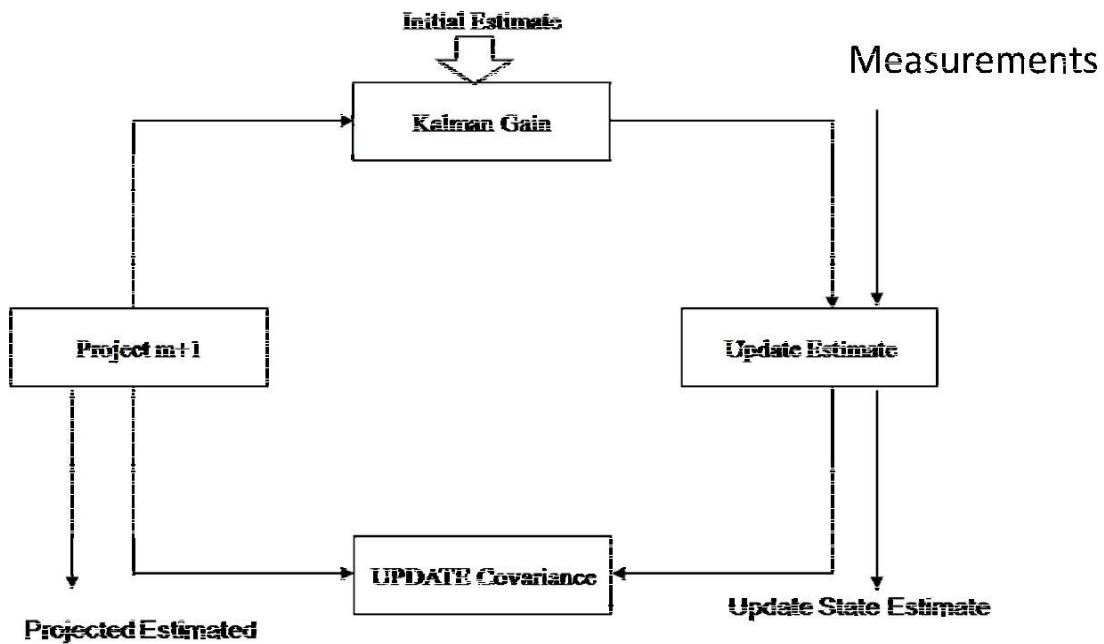 Initial Estimate
Measurements
Kalman Gain
Project m+1
Update Estimate
UPDATE Covariance
Projected Estimated
Update State Estimate